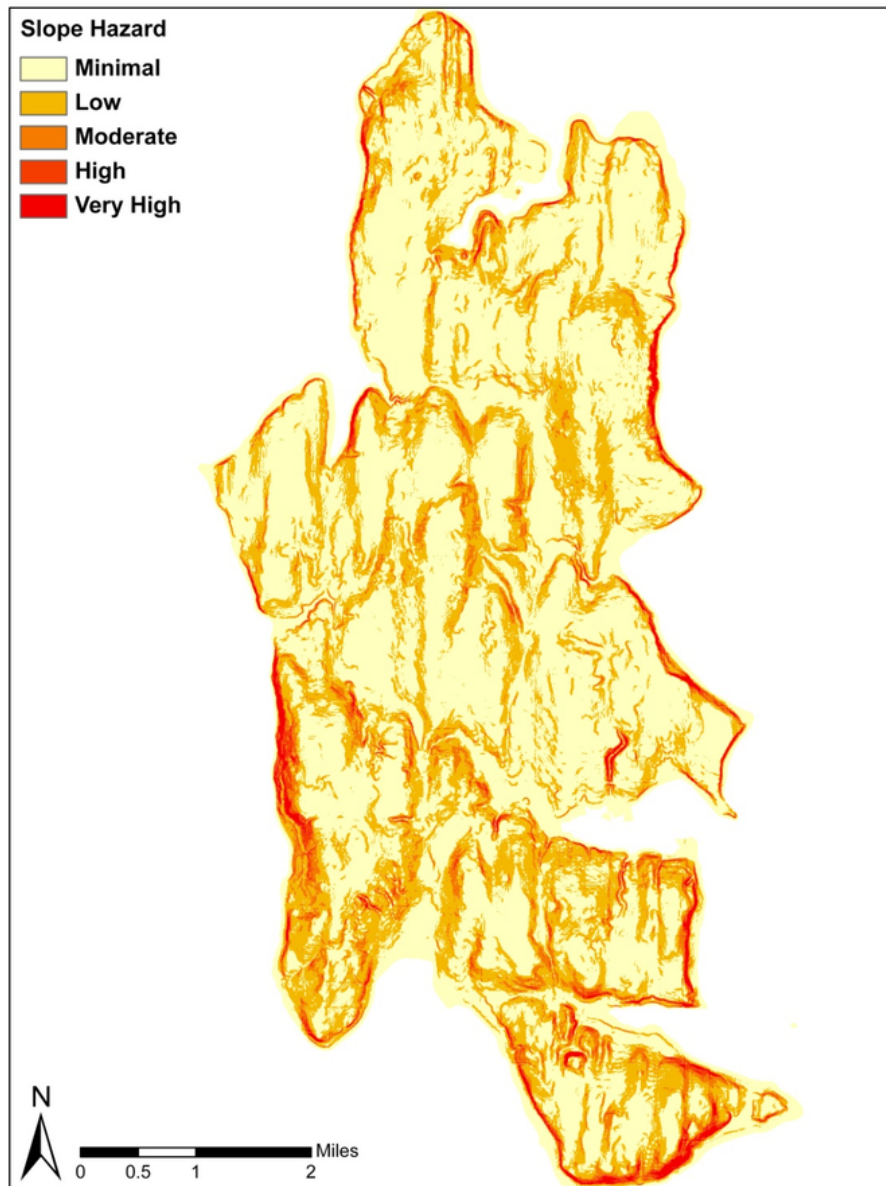 Slope Hazard
Minimal
Low
Moderate
High
Very High
N
Miles
0 0.5 1 2